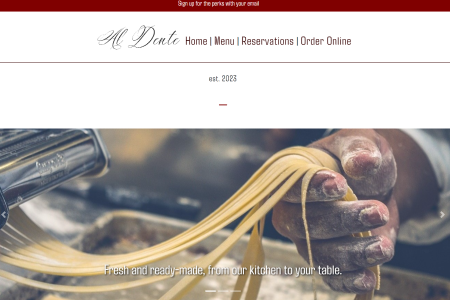 Sign up for the perks with your email
Al Dente Home | Menu | Reservations | Order Online
est. 2023
Fresh and ready-made, from our kitchen to your table.